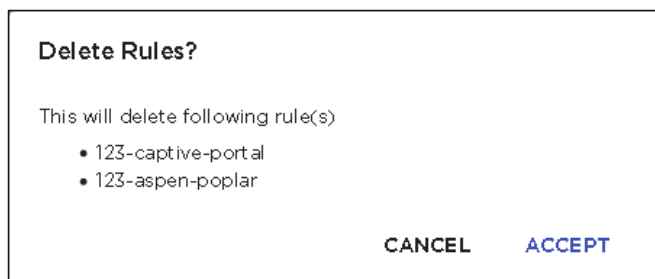 Delete Rules?
This will delete following rule(s)
• 123-captive-portal
• 123-aspen-poplar
CANCEL ACCEPT